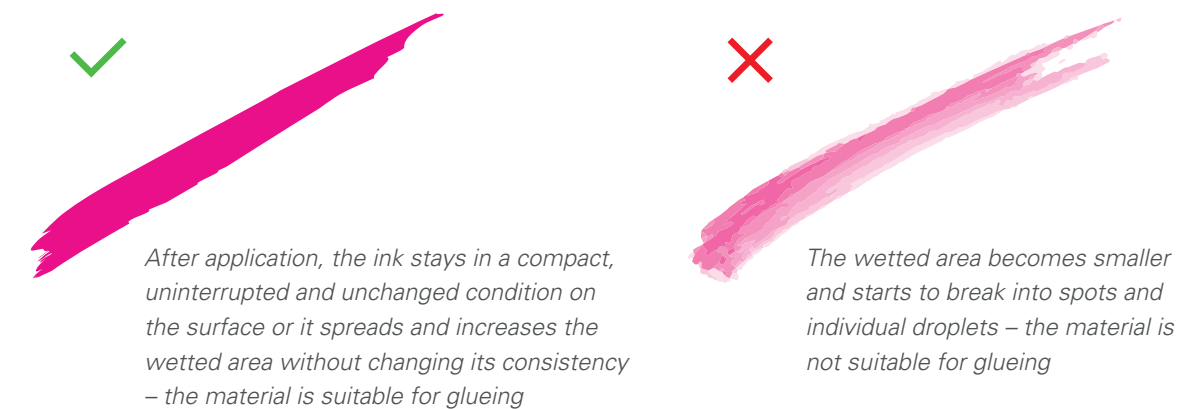 After application, the ink stays in a compact,
uninterrupted and unchanged condition on
the surface or it spreads and increases the
wetted area without changing its consistency
– the material is suitable for glueing
The wetted area becomes smaller
and starts to break into spots and
individual droplets – the material is
not suitable for glueing